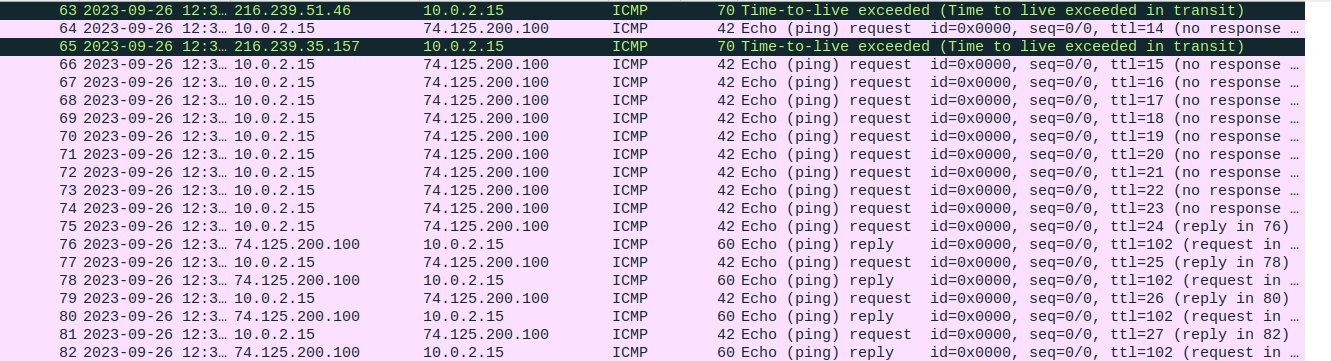 63 2023-09-26 12:3… 216.239.51.46 10.0.2.15 ICMP 70 Time-to-live exceeded (Time to live exceeded in transit)
64 2023-09-26 12:3… 10.0.2.15 74.125.200.100 ICMP 42 Echo (ping) request id=0x0000, seq=0/0, ttl=14 (no response …
65 2023-09-26 12:3… 216.239.35.157 10.0.2.15 ICMP 70 Time-to-live exceeded (Time to live exceeded in transit)
66 2023-09-26 12:3… 10.0.2.15 74.125.200.100 ICMP 42 Echo (ping) request id=0x0000, seq=0/0, ttl=15 (no response …
67 2023-09-26 12:3… 10.0.2.15 74.125.200.100 ICMP 42 Echo (ping) request id=0x0000, seq=0/0, ttl=16 (no response …
68 2023-09-26 12:3… 10.0.2.15 74.125.200.100 ICMP 42 Echo (ping) request id=0x0000, seq=0/0, ttl=17 (no response …
69 2023-09-26 12:3… 10.0.2.15 74.125.200.100 ICMP 42 Echo (ping) request id=0x0000, seq=0/0, ttl=18 (no response …
70 2023-09-26 12:3… 10.0.2.15 74.125.200.100 ICMP 42 Echo (ping) request id=0x0000, seq=0/0, ttl=19 (no response …
71 2023-09-26 12:3… 10.0.2.15 74.125.200.100 ICMP 42 Echo (ping) request id=0x0000, seq=0/0, ttl=20 (no response …
72 2023-09-26 12:3… 10.0.2.15 74.125.200.100 ICMP 42 Echo (ping) request id=0x0000, seq=0/0, ttl=21 (no response …
73 2023-09-26 12:3… 10.0.2.15 74.125.200.100 ICMP 42 Echo (ping) request id=0x0000, seq=0/0, ttl=22 (no response …
74 2023-09-26 12:3… 10.0.2.15 74.125.200.100 ICMP 42 Echo (ping) request id=0x0000, seq=0/0, ttl=23 (no response …
75 2023-09-26 12:3… 10.0.2.15 74.125.200.100 ICMP 42 Echo (ping) request id=0x0000, seq=0/0, ttl=24 (reply in 76)
76 2023-09-26 12:3… 74.125.200.100 10.0.2.15 ICMP 60 Echo (ping) reply id=0x0000, seq=0/0, ttl=102 (request in …
77 2023-09-26 12:3… 10.0.2.15 74.125.200.100 ICMP 42 Echo (ping) request id=0x0000, seq=0/0, ttl=25 (reply in 78)
78 2023-09-26 12:3… 74.125.200.100 10.0.2.15 ICMP 60 Echo (ping) reply id=0x0000, seq=0/0, ttl=102 (request in …
79 2023-09-26 12:3… 10.0.2.15 74.125.200.100 ICMP 42 Echo (ping) request id=0x0000, seq=0/0, ttl=26 (reply in 80)
80 2023-09-26 12:3… 74.125.200.100 10.0.2.15 ICMP 60 Echo (ping) reply id=0x0000, seq=0/0, ttl=102 (request in …
81 2023-09-26 12:3… 10.0.2.15 74.125.200.100 ICMP 42 Echo (ping) request id=0x0000, seq=0/0, ttl=27 (reply in 82)
82 2023-09-26 12:3… 74.125.200.100 10.0.2.15 ICMP 60 Echo (ping) reply id=0x0000, seq=0/0, ttl=102 (request in …